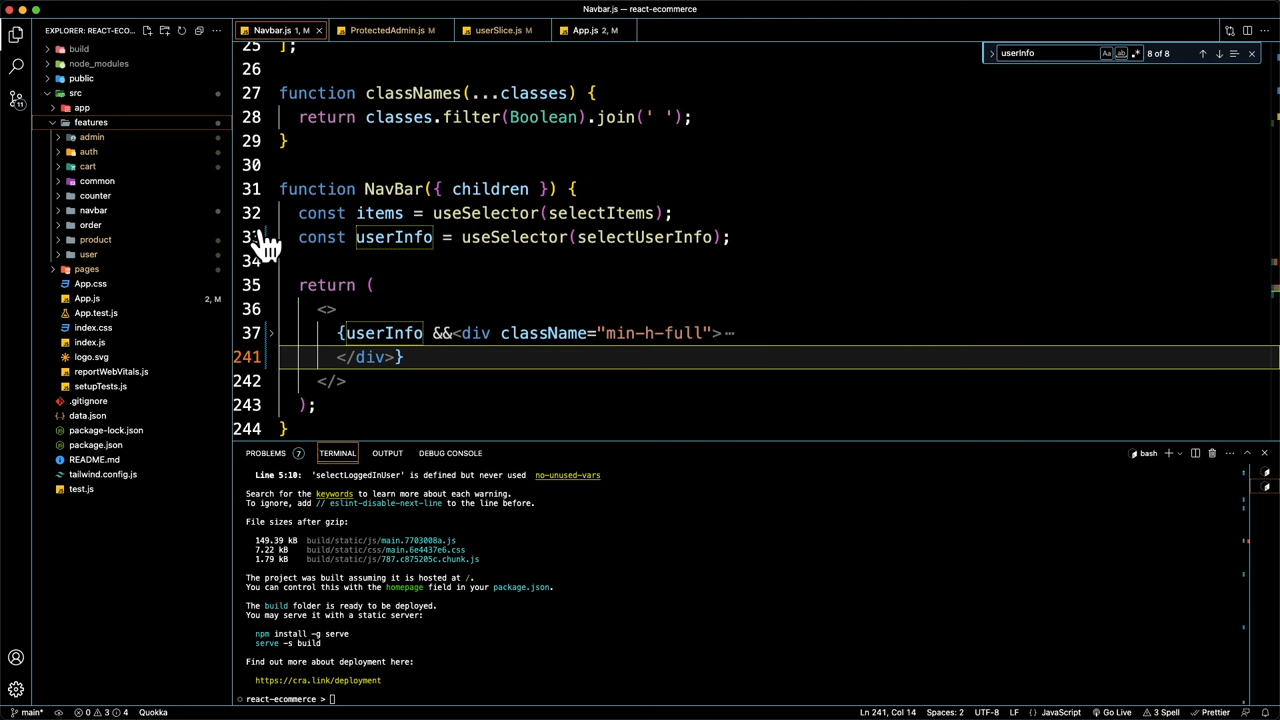 Navbar.js — react-ecommerce
EXPLORER: REACT-ECO...
Navbar.js 1, M
ProtectedAdmin.js M
userSlice.js M
App.js 2, M
build
node_modules
public
src
app
features
admin
auth
cart
common
counter
navbar
order
product
user
pages
App.css
App.js 2, M
App.test.js
index.css
index.js
logo.svg
reportWebVitals.js
setupTests.js
.gitignore
data.json
package-lock.json
package.json
README.md
tailwind.config.js
test.js
11
userInfo Aa ab .* 8 of 8
25 ];
26
27 function classNames(...classes) {
28 return classes.filter(Boolean).join(' ');
29 }
30
31 function NavBar({ children }) {
32 const items = useSelector(selectItems);
33 const userInfo = useSelector(selectUserInfo);
34
35 return (
36 <>
37 {userInfo &&<div className="min-h-full">⋯
241 </div>}
242 </>
243 );
244 }
PROBLEMS 7 TERMINAL OUTPUT DEBUG CONSOLE
bash
Line 5:10: 'selectLoggedInUser' is defined but never used no-unused-vars
Search for the keywords to learn more about each warning.
To ignore, add // eslint-disable-next-line to the line before.
File sizes after gzip:
149.39 kB build/static/js/main.7703008a.js
7.22 kB build/static/css/main.6e4437e6.css
1.79 kB build/static/js/787.c875205c.chunk.js
The project was built assuming it is hosted at /.
You can control this with the homepage field in your package.json.
The build folder is ready to be deployed.
You may serve it with a static server:
npm install -g serve
serve -s build
Find out more about deployment here:
https://cra.link/deployment
react-ecommerce >
main* 0 3 4 Quokka
Ln 241, Col 14 Spaces: 2 UTF-8 LF {} JavaScript Go Live 3 Spell Prettier